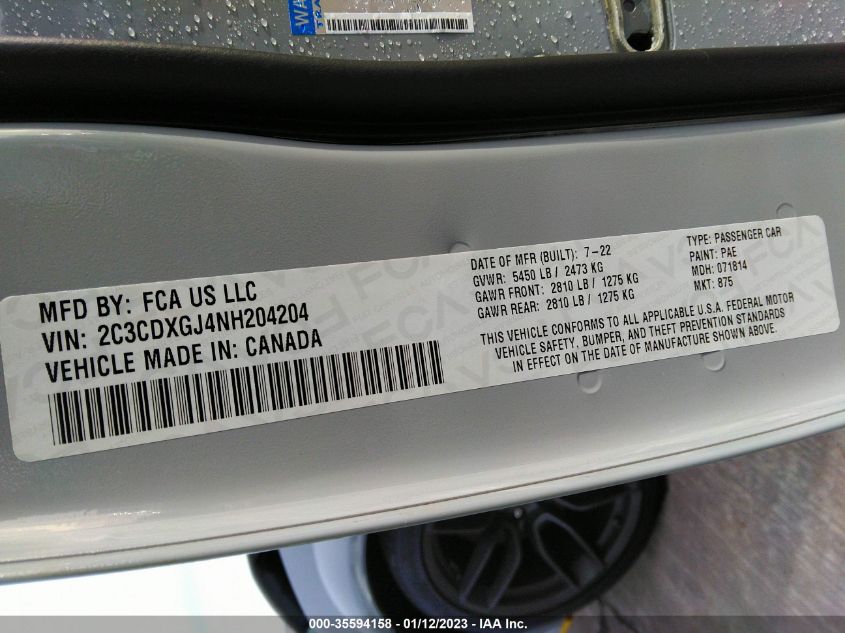 WA
MFD BY: FCA US LLC
VIN: 2C3CDXGJ4NH204204
VEHICLE MADE IN: CANADA
DATE OF MFR (BUILT): 7-22
GVWR: 5450 LB / 2473 KG
GAWR FRONT: 2810 LB / 1275 KG
GAWR REAR: 2810 LB / 1275 KG
TYPE: PASSENGER CAR
PAINT: PAE
MDH: 071814
MKT: 875
THIS VEHICLE CONFORMS TO ALL APPLICABLE U.S.A. FEDERAL MOTOR
VEHICLE SAFETY, BUMPER, AND THEFT PREVENTION STANDARDS
IN EFFECT ON THE DATE OF MANUFACTURE SHOWN ABOVE.
000-35594158 - 01/12/2023 - IAA Inc.